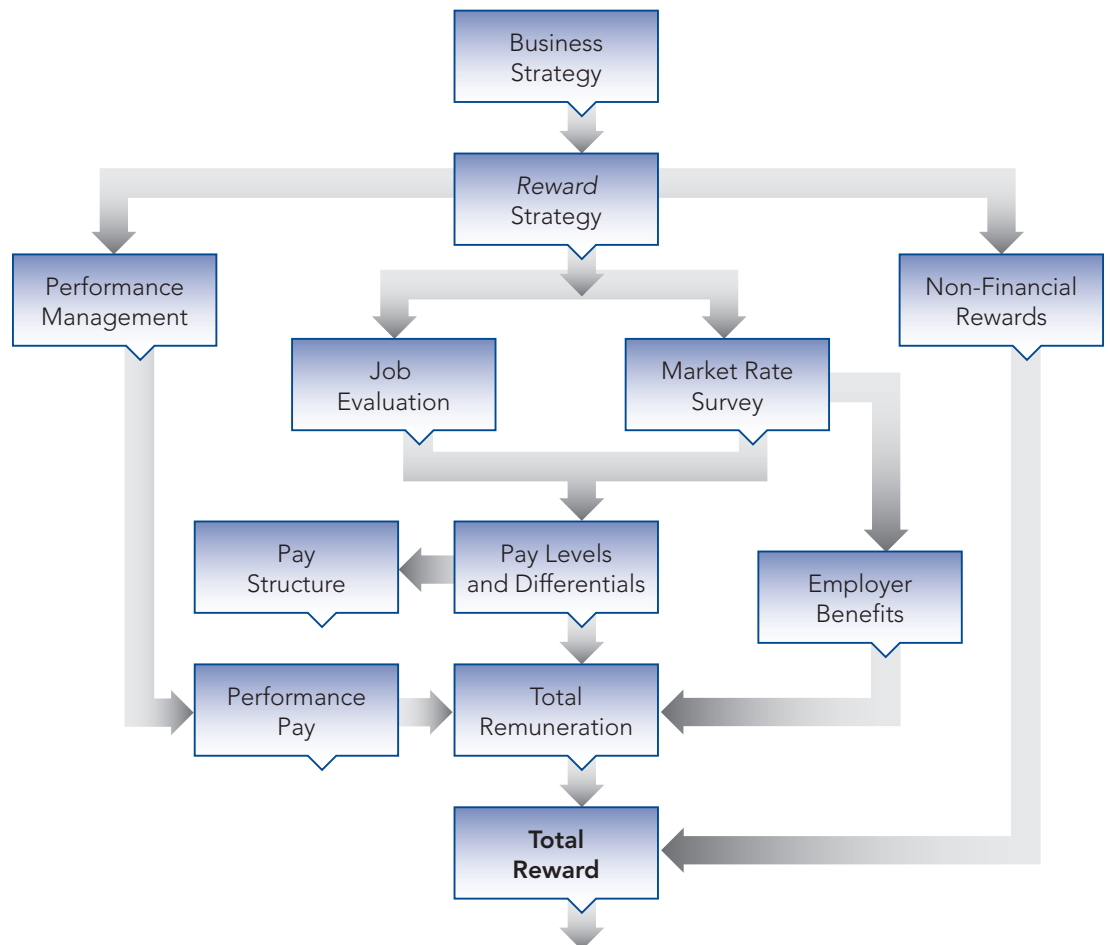 Business
Strategy
Reward
Strategy
Performance
Management
Non-Financial
Rewards
Job
Evaluation
Market Rate
Survey
Pay
Structure
Pay Levels
and Differentials
Employer
Benefits
Performance
Pay
Total
Remuneration
Total
Reward